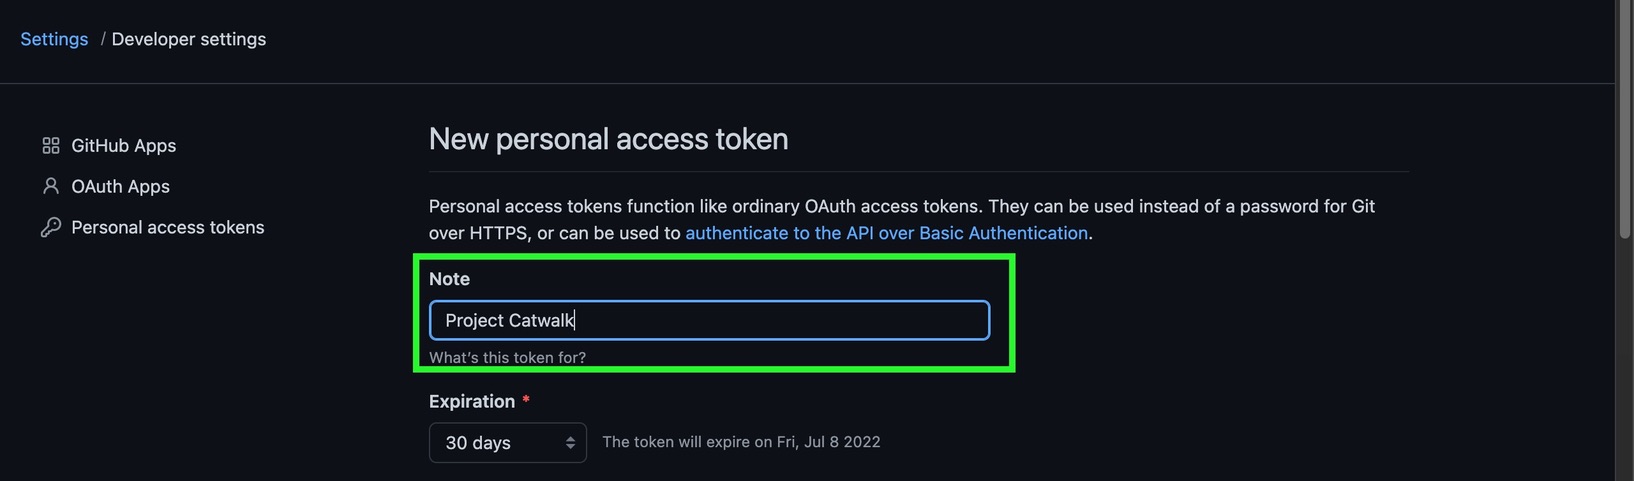 Settings / Developer settings
GitHub Apps
OAuth Apps
Personal access tokens
New personal access token
Personal access tokens function like ordinary OAuth access tokens. They can be used instead of a password for Git
over HTTPS, or can be used to authenticate to the API over Basic Authentication.
Note
Project Catwalk
What's this token for?
Expiration *
30 days The token will expire on Fri, Jul 8 2022